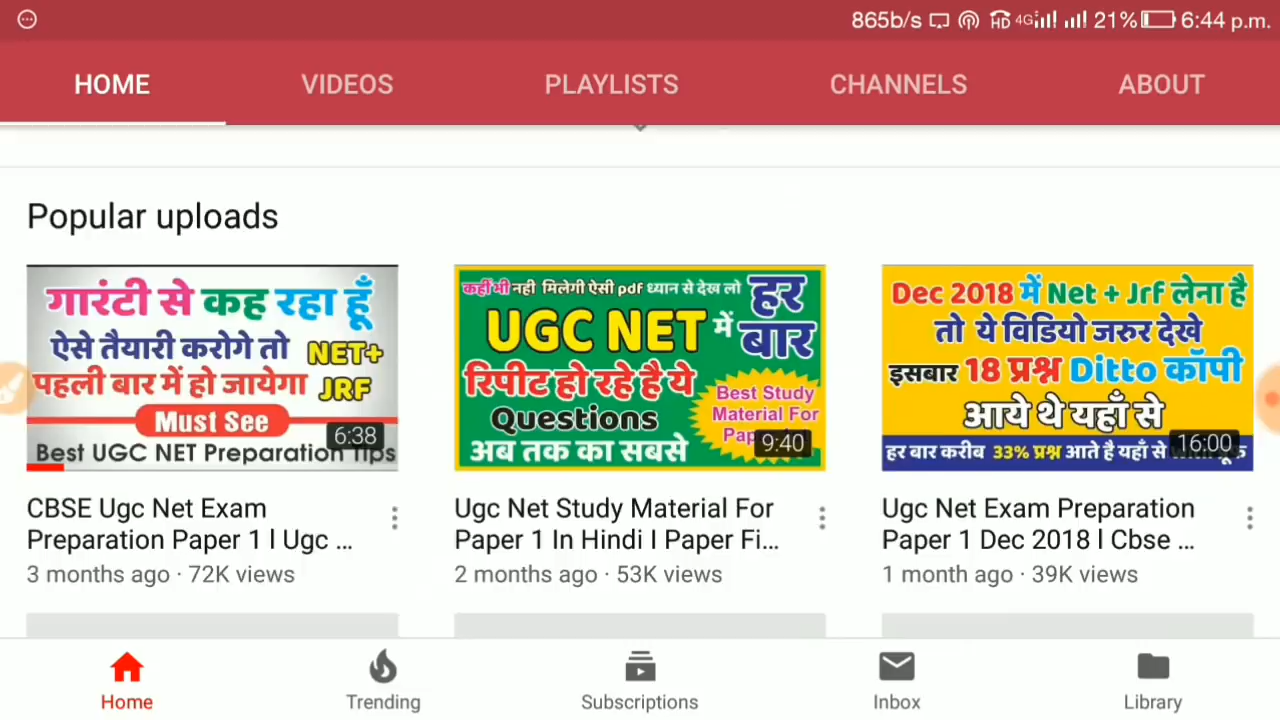 865b/s HD 4G 21% 6:44 p.m.
HOME VIDEOS PLAYLISTS CHANNELS ABOUT
Popular uploads
गारंटी से कह रहा हूँ
ऐसे तैयारी करोगे तो NET+
पहली बार में हो जायेगा JRF
Must See
6:38
Best UGC NET Preparation Tips
CBSE Ugc Net Exam
Preparation Paper 1 l Ugc ...
3 months ago · 72K views
कहीं भी नही मिलेगी ऐसी pdf ध्यान से देख लो हर
UGC NET में बार
रिपीट हो रहे है ये
Questions
अब तक का सबसे
Best Study
Material For
9:40
Ugc Net Study Material For
Paper 1 In Hindi I Paper Fi...
2 months ago · 53K views
Dec 2018 में Net + Jrf लेना है
तो ये विडियो जरुर देखे
इसबार 18 प्रश्न Ditto कॉपी
आये थे यहाँ से
हर बार करीब 33% प्रश्न आते है यहाँ से
16:00
Ugc Net Exam Preparation
Paper 1 Dec 2018 l Cbse ...
1 month ago · 39K views
Home Trending Subscriptions Inbox Library